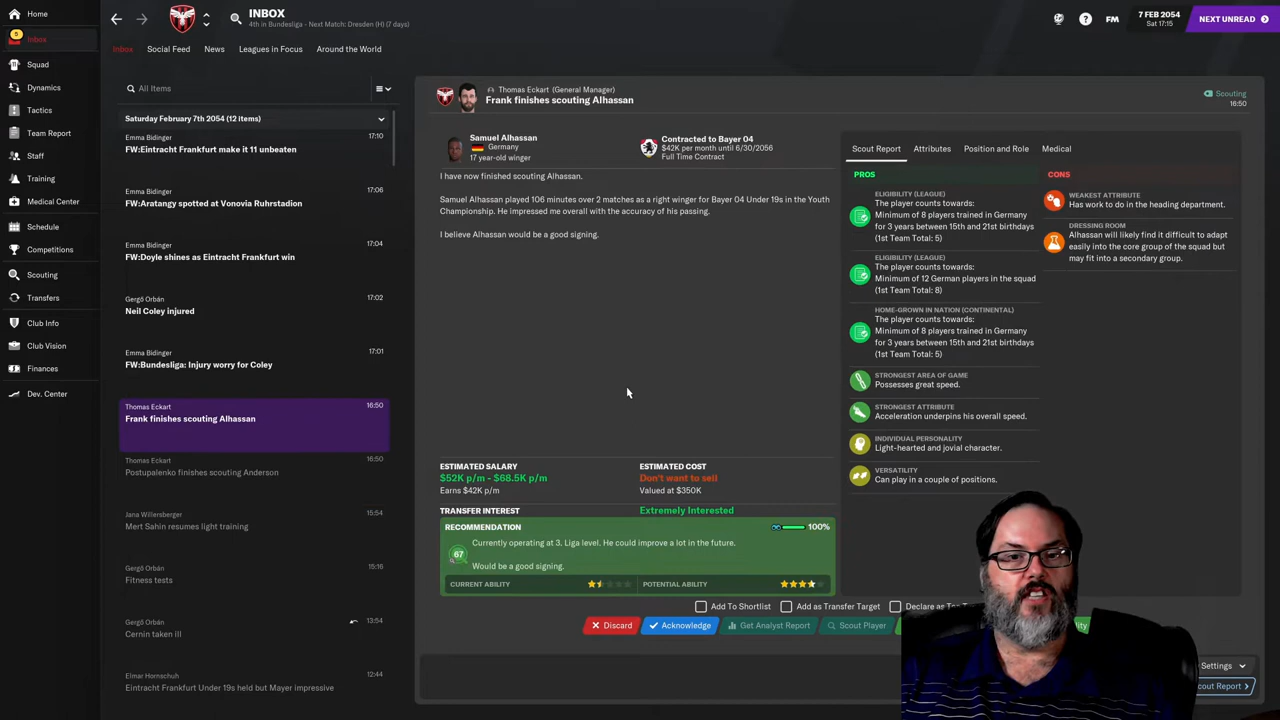 Home
INBOX
4th in Bundesliga - Next Match: Dresden (H) (7 days)
FM
7 FEB 2054
Sat 17:15
NEXT UNREAD
Inbox
Squad
Dynamics
Tactics
Team Report
Staff
Training
Medical Center
Schedule
Competitions
Scouting
Transfers
Club Info
Club Vision
Finances
Dev. Center
Inbox
Social Feed
News
Leagues in Focus
Around the World
All Items
Saturday February 7th 2054 (12 items)
Emma Bidinger
17:10
FW:Eintracht Frankfurt make it 11 unbeaten
Emma Bidinger
17:06
FW:Aratangy spotted at Vonovia Ruhrstadion
Emma Bidinger
17:04
FW:Doyle shines as Eintracht Frankfurt win
Gergő Orbán
17:02
Neil Coley injured
Emma Bidinger
17:01
FW:Bundesliga: Injury worry for Coley
Thomas Eckart
16:50
Frank finishes scouting Alhassan
Thomas Eckart
16:50
Postupalenko finishes scouting Anderson
Jana Willersberger
15:54
Mert Sahin resumes light training
Gergő Orbán
15:16
Fitness tests
Gergő Orbán
13:54
Cernin taken ill
Elmar Hornschuh
12:44
Eintracht Frankfurt Under 19s held but Mayer impressive
Thomas Eckart (General Manager)
Frank finishes scouting Alhassan
Scouting
16:50
Samuel Alhassan
Germany
17 year-old winger
Contracted to Bayer 04
$42K per month until 6/30/2056
Full Time Contract
I have now finished scouting Alhassan.
Samuel Alhassan played 106 minutes over 2 matches as a right winger for Bayer 04 Under 19s in the Youth
Championship. He impressed me overall with the accuracy of his passing.
I believe Alhassan would be a good signing.
ESTIMATED SALARY
$52K p/m - $68.5K p/m
Earns $42K p/m
ESTIMATED COST
Don't want to sell
Valued at $350K
TRANSFER INTEREST
Extremely Interested
RECOMMENDATION
100%
67
Currently operating at 3. Liga level. He could improve a lot in the future.
Would be a good signing.
CURRENT ABILITY
POTENTIAL ABILITY
Scout Report
Attributes
Position and Role
Medical
PROS
ELIGIBILITY (LEAGUE)
The player counts towards:
Minimum of 8 players trained in Germany
for 3 years between 15th and 21st birthdays
(1st Team Total: 5)
ELIGIBILITY (LEAGUE)
The player counts towards:
Minimum of 12 German players in the squad
(1st Team Total: 8)
HOME-GROWN IN NATION (CONTINENTAL)
The player counts towards:
Minimum of 8 players trained in Germany
for 3 years between 15th and 21st birthdays
(1st Team Total: 5)
STRONGEST AREA OF GAME
Possesses great speed.
STRONGEST ATTRIBUTE
Acceleration underpins his overall speed.
INDIVIDUAL PERSONALITY
Light-hearted and jovial character.
VERSATILITY
Can play in a couple of positions.
CONS
WEAKEST ATTRIBUTE
Has work to do in the heading department.
DRESSING ROOM
Alhassan will likely find it difficult to adapt
easily into the core group of the squad but
may fit into a secondary group.
Add To Shortlist
Add as Transfer Target
Declare as
Discard
Acknowledge
Get Analyst Report
Scout Player
Settings
Scout Report